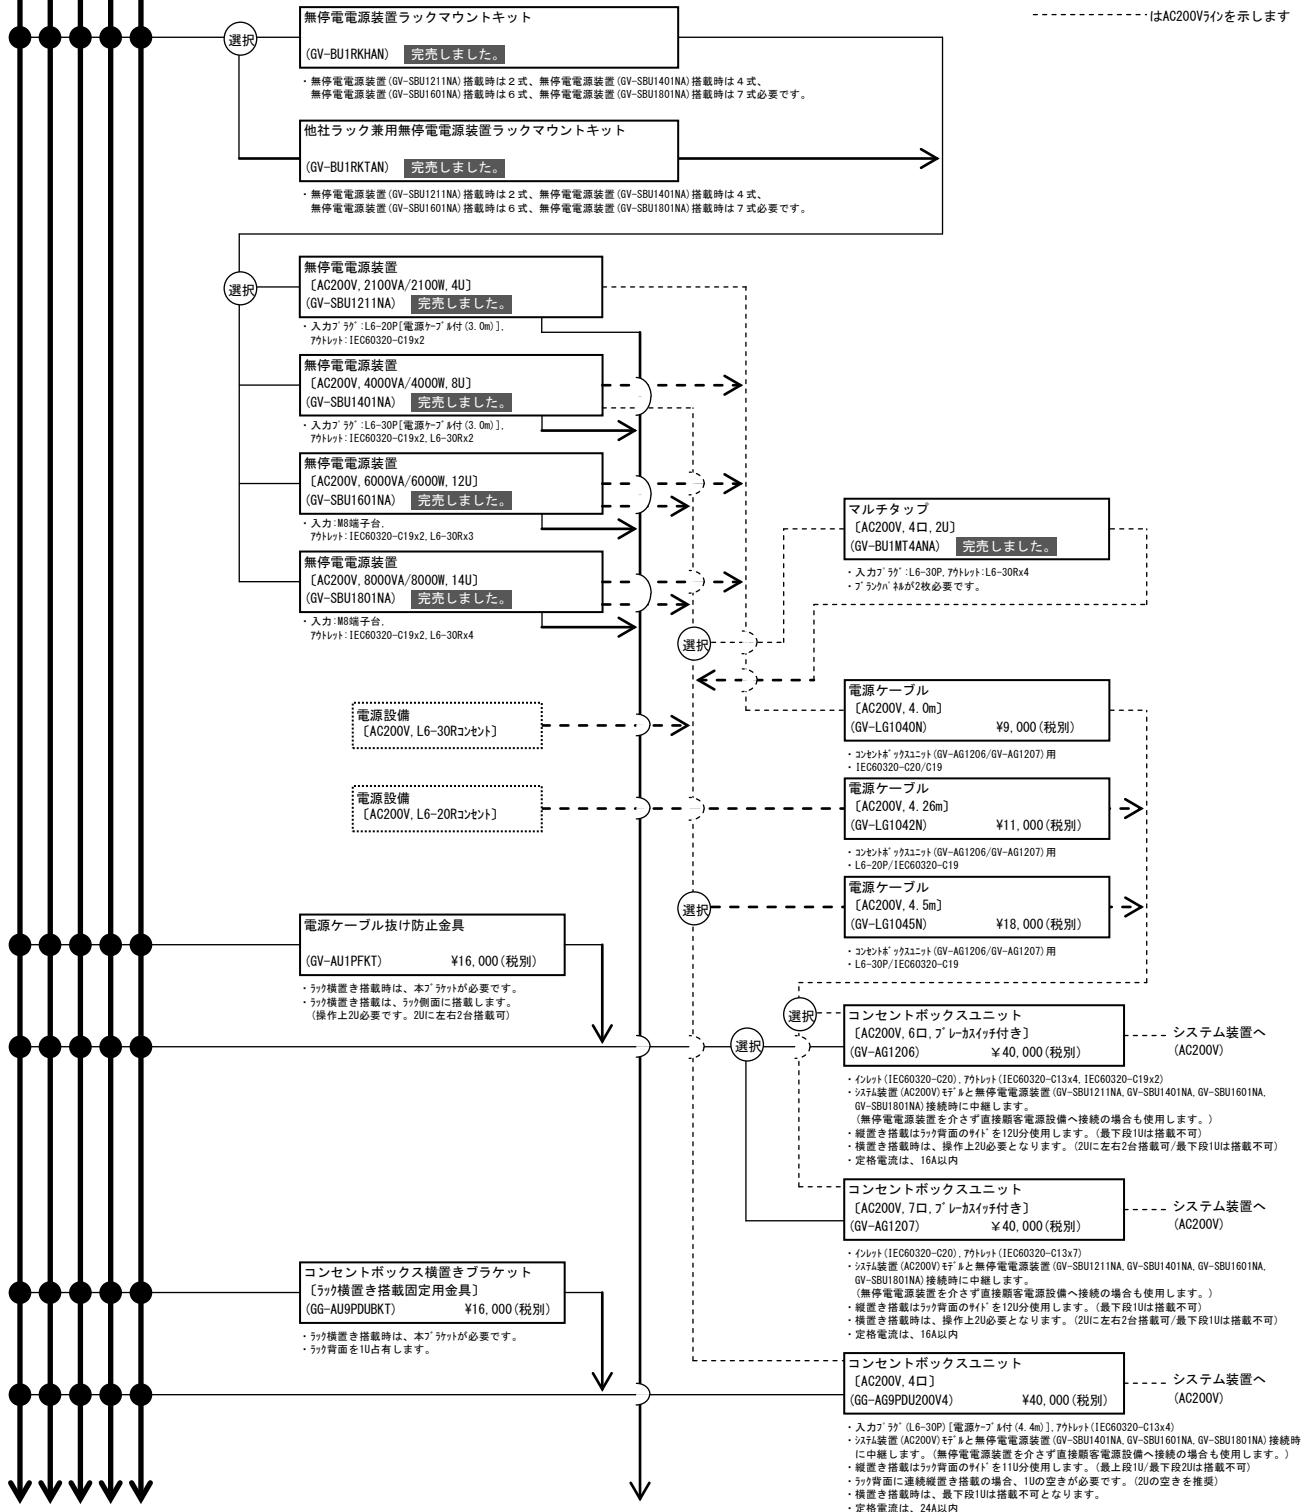 ----------はAC200Vﾗｲﾝを示します
選択
無停電電源装置ラックマウントキット
(GV-BU1RKHAN) 完売しました。
・無停電電源装置(GV-SBU1211NA)搭載時は２式、無停電電源装置(GV-SBU1401NA)搭載時は４式、
無停電電源装置(GV-SBU1601NA)搭載時は６式、無停電電源装置(GV-SBU1801NA)搭載時は７式必要です。
他社ラック兼用無停電電源装置ラックマウントキット
(GV-BU1RKTAN) 完売しました。
・無停電電源装置(GV-SBU1211NA)搭載時は２式、無停電電源装置(GV-SBU1401NA)搭載時は４式、
無停電電源装置(GV-SBU1601NA)搭載時は６式、無停電電源装置(GV-SBU1801NA)搭載時は７式必要です。
選択
無停電電源装置
〔AC200V,2100VA/2100W,4U〕
(GV-SBU1211NA) 完売しました。
・入力ﾌﾟﾗｸﾞ:L6-20P[電源ｹｰﾌﾞﾙ付(3.0m)],
ｱｳﾄﾚｯﾄ:IEC60320-C19x2
無停電電源装置
〔AC200V,4000VA/4000W,8U〕
(GV-SBU1401NA) 完売しました。
・入力ﾌﾟﾗｸﾞ:L6-30P[電源ｹｰﾌﾞﾙ付(3.0m)],
ｱｳﾄﾚｯﾄ:IEC60320-C19x2,L6-30Rx2
無停電電源装置
〔AC200V,6000VA/6000W,12U〕
(GV-SBU1601NA) 完売しました。
・入力:M8端子台,
ｱｳﾄﾚｯﾄ:IEC60320-C19x2,L6-30Rx3
無停電電源装置
〔AC200V,8000VA/8000W,14U〕
(GV-SBU1801NA) 完売しました。
・入力:M8端子台,
ｱｳﾄﾚｯﾄ:IEC60320-C19x2,L6-30Rx4
マルチタップ
〔AC200V,4口,2U〕
(GV-BU1MT4ANA) 完売しました。
・入力ﾌﾟﾗｸﾞ:L6-30P,ｱｳﾄﾚｯﾄ:L6-30Rx4
・ﾌﾞﾗﾝｸﾊﾟﾈﾙが2枚必要です。
選択
電源設備
〔AC200V,L6-30Rｺﾝｾﾝﾄ〕
電源ケーブル
〔AC200V,4.0m〕
(GV-LG1040N) ¥9,000(税別)
・ｺﾝｾﾝﾄﾎﾞｯｸｽﾕﾆｯﾄ(GV-AG1206/GV-AG1207)用
・IEC60320-C20/C19
電源設備
〔AC200V,L6-20Rｺﾝｾﾝﾄ〕
電源ケーブル
〔AC200V,4.26m〕
(GV-LG1042N) ¥11,000(税別)
・ｺﾝｾﾝﾄﾎﾞｯｸｽﾕﾆｯﾄ(GV-AG1206/GV-AG1207)用
・L6-20P/IEC60320-C19
選択
電源ケーブル
〔AC200V,4.5m〕
(GV-LG1045N) ¥18,000(税別)
・ｺﾝｾﾝﾄﾎﾞｯｸｽﾕﾆｯﾄ(GV-AG1206/GV-AG1207)用
・L6-30P/IEC60320-C19
電源ケーブル抜け防止金具
(GV-AU1PFKT) ¥16,000(税別)
・ﾗｯｸ横置き搭載時は、本ﾌﾞﾗｹｯﾄが必要です。
・ﾗｯｸ横置き搭載は、ﾗｯｸ側面に搭載します。
(操作上2U必要です。2Uに左右2台搭載可)
選択
選択
コンセントボックスユニット
〔AC200V,6口,ﾌﾞﾚｰｶｽｲｯﾁ付き〕
(GV-AG1206) ￥40,000(税別)
システム装置へ
(AC200V)
・ｲﾝﾚｯﾄ(IEC60320-C20),ｱｳﾄﾚｯﾄ(IEC60320-C13x4,IEC60320-C19x2)
・ｼｽﾃﾑ装置(AC200V)ﾓﾃﾞﾙと無停電電源装置(GV-SBU1211NA,GV-SBU1401NA,GV-SBU1601NA,
GV-SBU1801NA)接続時に中継します。
(無停電電源装置を介さず直接顧客電源設備へ接続の場合も使用します。)
・縦置き搭載はﾗｯｸ背面のｻｲﾄﾞを12U分使用します。(最下段1Uは搭載不可)
・横置き搭載時は、操作上2U必要となります。(2Uに左右2台搭載可/最下段1Uは搭載不可)
・定格電流は、16A以内
コンセントボックスユニット
〔AC200V,7口,ﾌﾞﾚｰｶｽｲｯﾁ付き〕
(GV-AG1207) ￥40,000(税別)
システム装置へ
(AC200V)
・ｲﾝﾚｯﾄ(IEC60320-C20),ｱｳﾄﾚｯﾄ(IEC60320-C13x7)
・ｼｽﾃﾑ装置(AC200V)ﾓﾃﾞﾙと無停電電源装置(GV-SBU1211NA,GV-SBU1401NA,GV-SBU1601NA,
GV-SBU1801NA)接続時に中継します。
(無停電電源装置を介さず直接顧客電源設備へ接続の場合も使用します。)
・縦置き搭載はﾗｯｸ背面のｻｲﾄﾞを12U分使用します。(最下段1Uは搭載不可)
・横置き搭載時は、操作上2U必要となります。(2Uに左右2台搭載可/最下段1Uは搭載不可)
・定格電流は、16A以内
コンセントボックス横置きブラケット
〔ﾗｯｸ横置き搭載固定用金具〕
(GG-AU9PDUBKT) ¥16,000(税別)
・ﾗｯｸ横置き搭載時は、本ﾌﾞﾗｹｯﾄが必要です。
・ﾗｯｸ背面を1U占有します。
コンセントボックスユニット
〔AC200V,4口〕
(GG-AG9PDU200V4) ¥40,000(税別)
システム装置へ
(AC200V)
・入力ﾌﾟﾗｸﾞ(L6-30P)[電源ｹｰﾌﾞﾙ付(4.4m)],ｱｳﾄﾚｯﾄ(IEC60320-C13x4)
・ｼｽﾃﾑ装置(AC200V)ﾓﾃﾞﾙと無停電電源装置(GV-SBU1401NA,GV-SBU1601NA,GV-SBU1801NA)接続時
に中継します。(無停電電源装置を介さず直接顧客電源設備へ接続の場合も使用します。)
・縦置き搭載はﾗｯｸ背面のｻｲﾄﾞを11U分使用します。(最上段1U/最下段2Uは搭載不可)
・ﾗｯｸ背面に連続縦置き搭載の場合、1Uの空きが必要です。(2Uの空きを推奨)
・横置き搭載時は、最下段1Uは搭載不可となります。
・定格電流は、24A以内